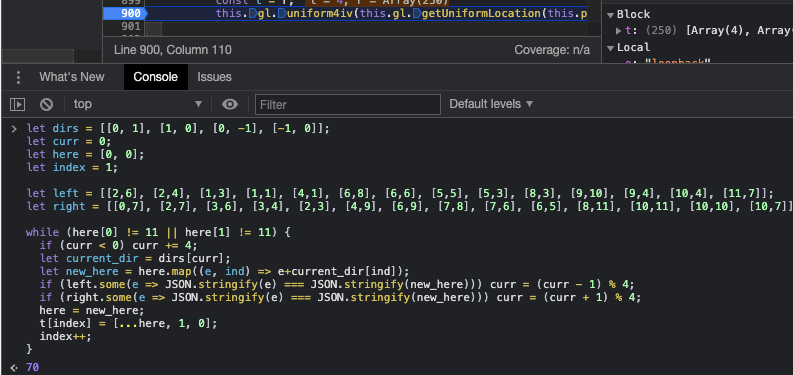 const t = r, t = 4, r = Array(250)
900 this.gl.uniform4iv(this.gl.getUniformLocation(this.p
901
Line 900, Column 110 Coverage: n/a
Block
t: (250) [Array(4), Array
Local
What's New Console Issues
top Filter Default levels
let dirs = [[0, 1], [1, 0], [0, -1], [-1, 0]];
let curr = 0;
let here = [0, 0];
let index = 1;
let left = [[2,6], [2,4], [1,3], [1,1], [4,1], [6,8], [6,6], [5,5], [5,3], [8,3], [9,10], [9,4], [10,4], [11,7]];
let right = [[0,7], [2,7], [3,6], [3,4], [2,3], [4,9], [6,9], [7,8], [7,6], [6,5], [8,11], [10,11], [10,10], [10,7]
while (here[0] != 11 || here[1] != 11) {
if (curr < 0) curr += 4;
let current_dir = dirs[curr];
let new_here = here.map((e, ind) => e+current_dir[ind]);
if (left.some(e => JSON.stringify(e) === JSON.stringify(new_here))) curr = (curr - 1) % 4;
if (right.some(e => JSON.stringify(e) === JSON.stringify(new_here))) curr = (curr + 1) % 4;
here = new_here;
t[index] = [...here, 1, 0];
index++;
}
70